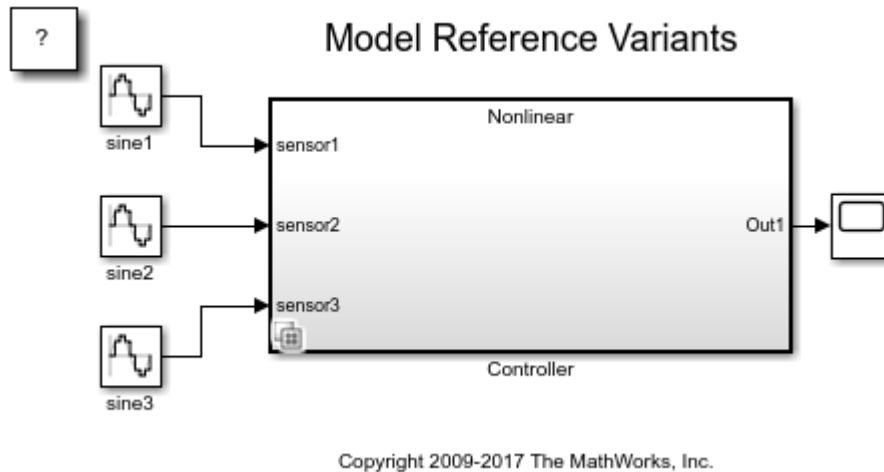 ?
Model Reference Variants
sine1
sine2
sine3
Nonlinear
sensor1
sensor2
sensor3
Out1
Controller
Copyright 2009-2017 The MathWorks, Inc.